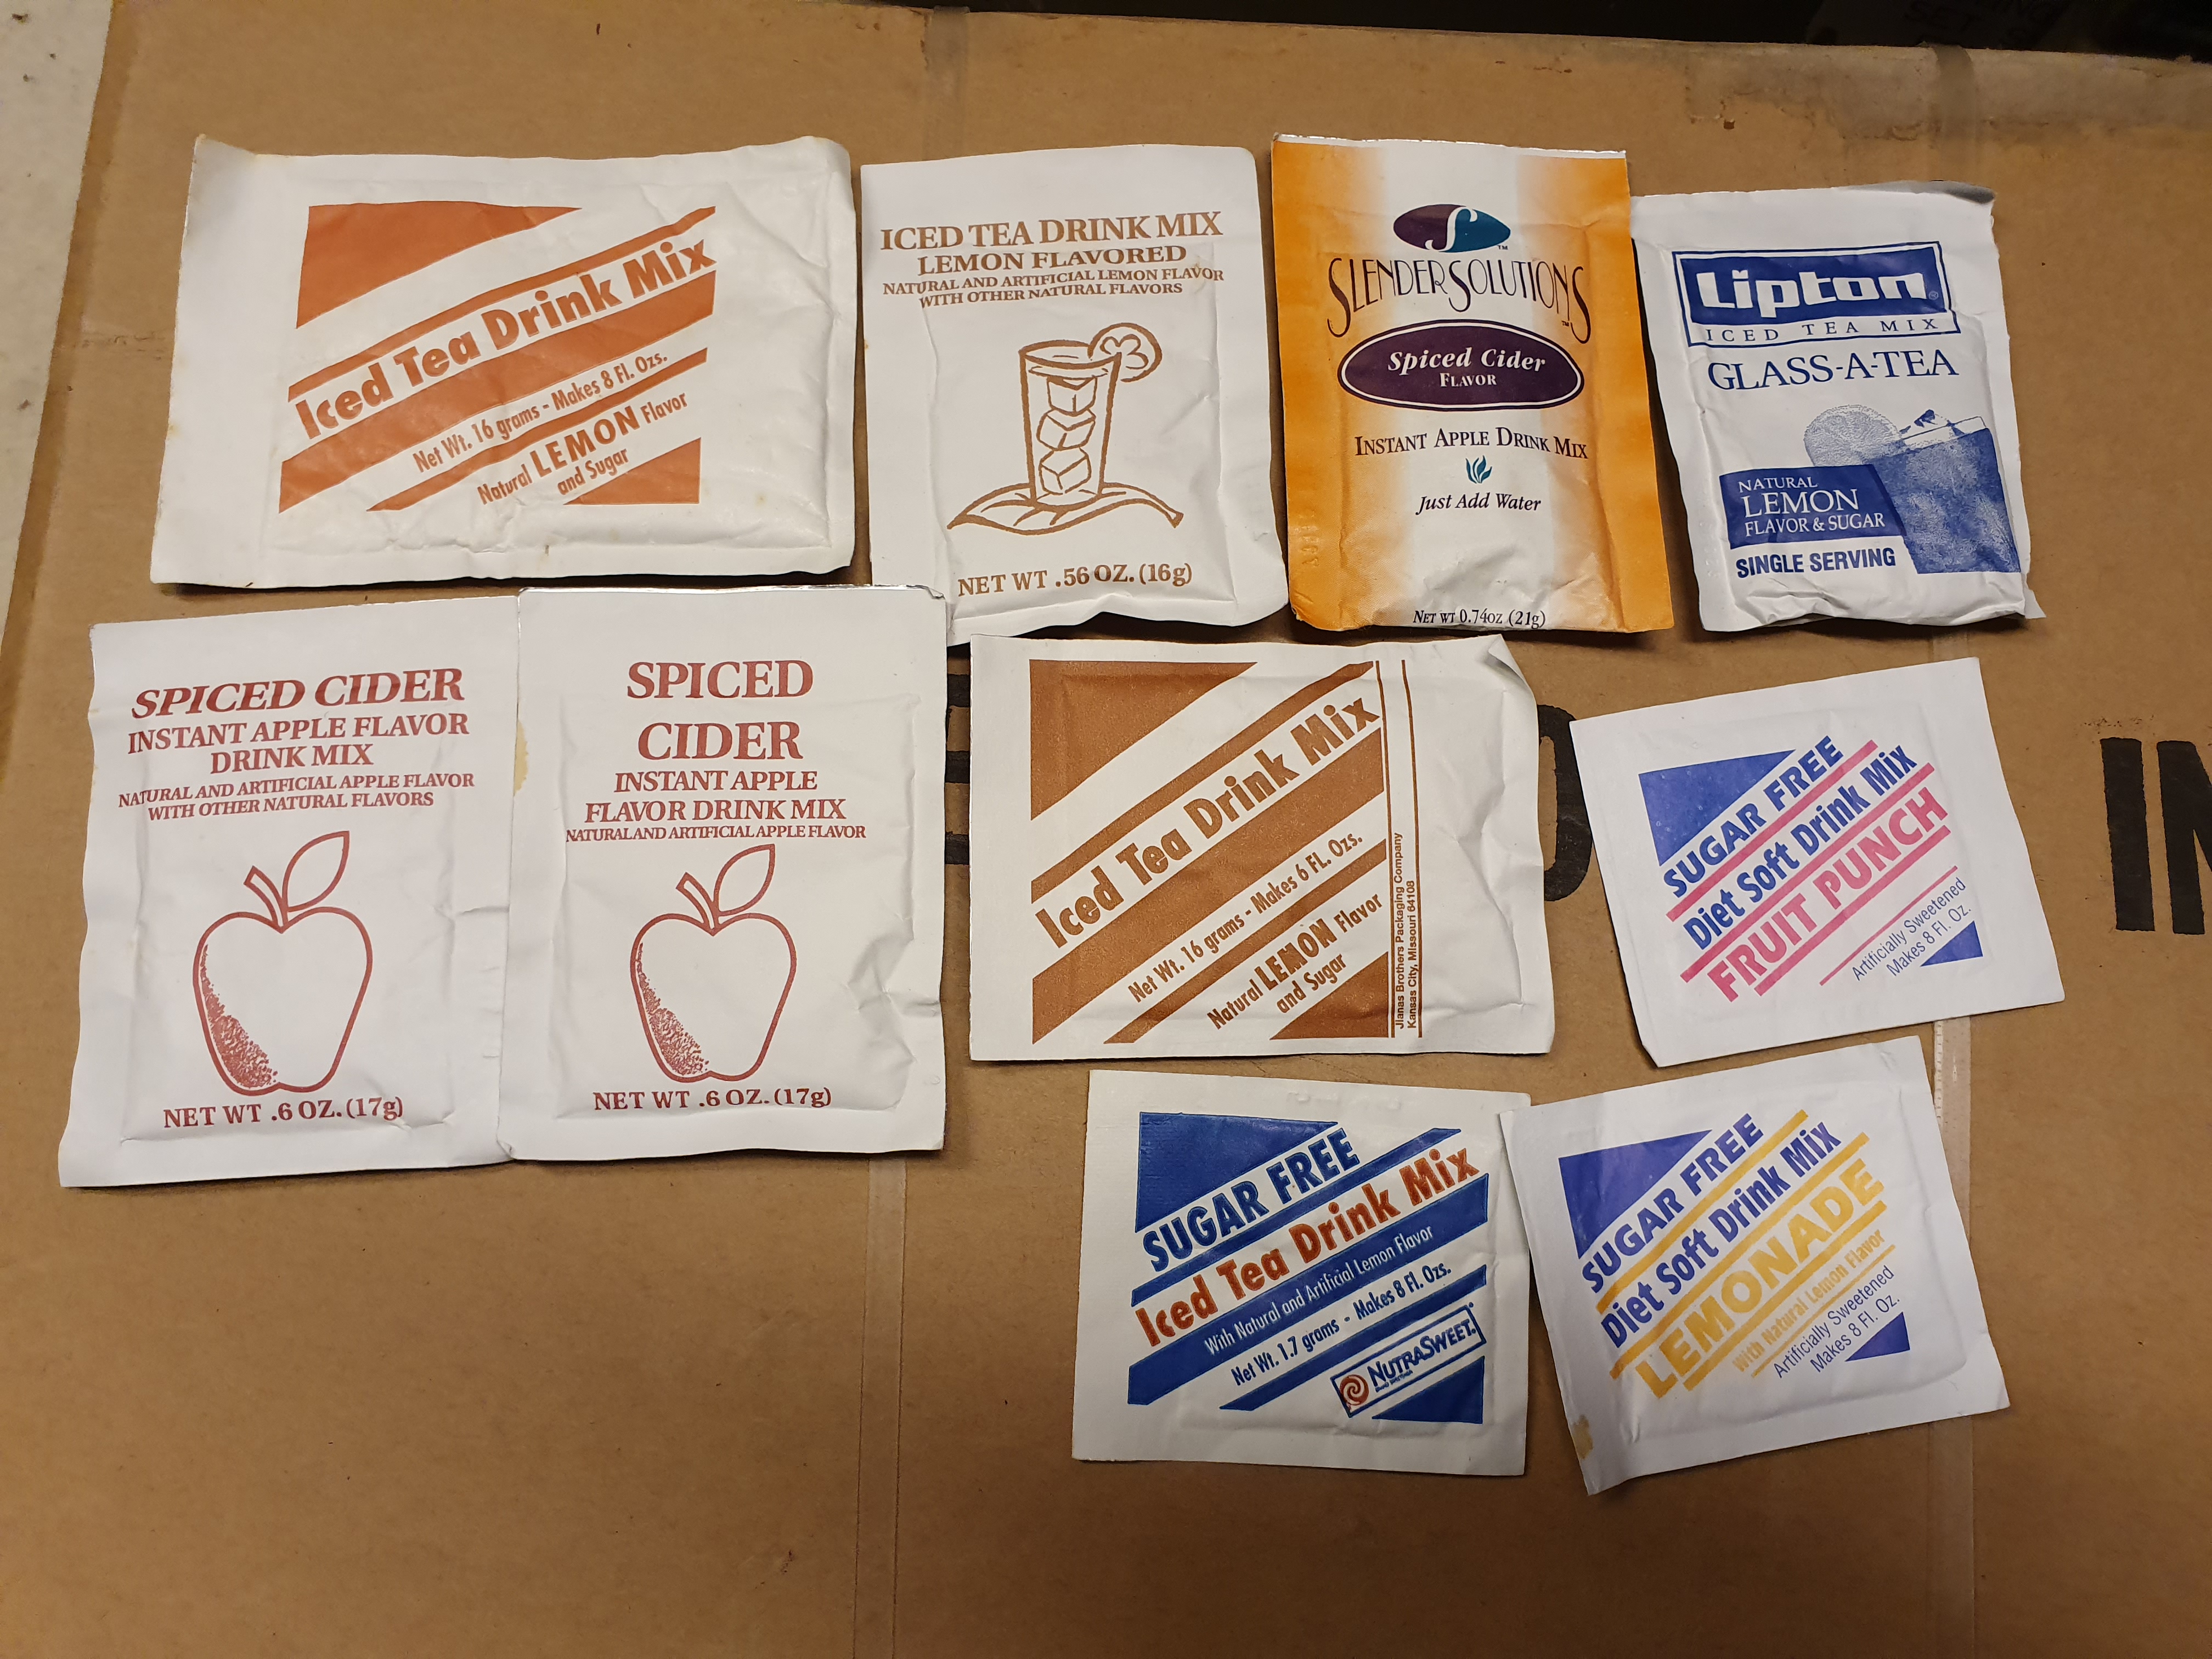 Iced Tea Drink Mix
Net Wt. 16 grams - Makes 8 Fl. Ozs.
Natural LEMON Flavor
and Sugar
ICED TEA DRINK MIX
LEMON FLAVORED
NATURAL AND ARTIFICIAL LEMON FLAVOR
WITH OTHER NATURAL FLAVORS
NET WT .56 OZ. (16g)
S™
SLENDERSOLUTIONS™
Spiced Cider
FLAVOR
INSTANT APPLE DRINK MIX
Just Add Water
NET WT 0.74OZ (21g)
Lipton®
ICED TEA MIX
GLASS-A-TEA
NATURAL
LEMON
FLAVOR & SUGAR
SINGLE SERVING
SPICED CIDER
INSTANT APPLE FLAVOR
DRINK MIX
NATURAL AND ARTIFICIAL APPLE FLAVOR
WITH OTHER NATURAL FLAVORS
NET WT .6 OZ. (17g)
SPICED
CIDER
INSTANT APPLE
FLAVOR DRINK MIX
NATURAL AND ARTIFICIAL APPLE FLAVOR
NET WT .6 OZ. (17g)
Iced Tea Drink Mix
Net Wt. 16 grams - Makes 6 FL. Ozs.
Natural LEMON Flavor
and Sugar
Jianas Brothers Packaging Company
Kansas City, Missouri 64108
SUGAR FREE
Diet Soft Drink Mix
FRUIT PUNCH
Artificially Sweetened
Makes 8 Fl. Oz.
SUGAR FREE
Iced Tea Drink Mix
With Natural and Artificial Lemon Flavor
Net Wt. 1.7 grams - Makes 8 Fl. Ozs.
NUTRASWEET®
SUGAR FREE
Diet Soft Drink Mix
LEMONADE
With Natural Lemon Flavor
Artificially Sweetened
Makes 8 Fl. Oz.
IN